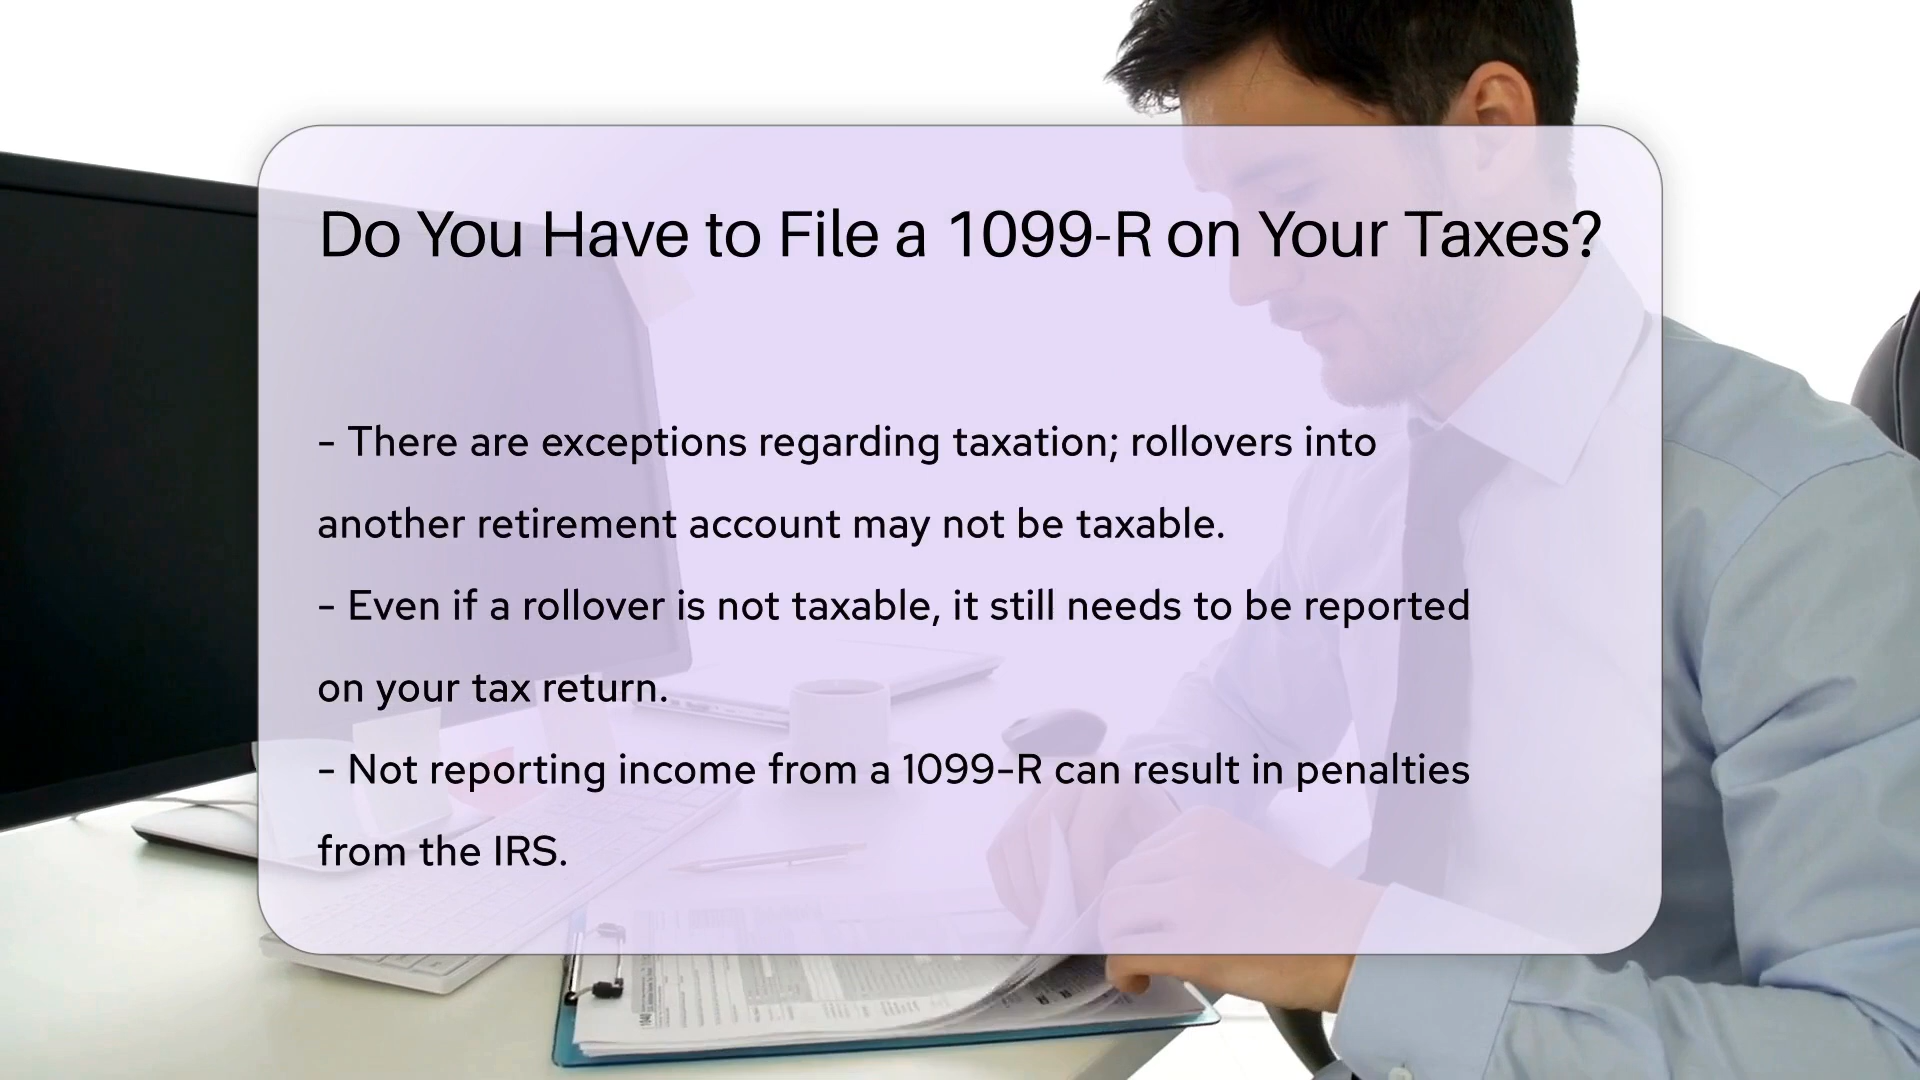 Do You Have to File a 1099-R on Your Taxes?
- There are exceptions regarding taxation; rollovers into
another retirement account may not be taxable.
- Even if a rollover is not taxable, it still needs to be reported
on your tax return.
- Not reporting income from a 1099-R can result in penalties
from the IRS.